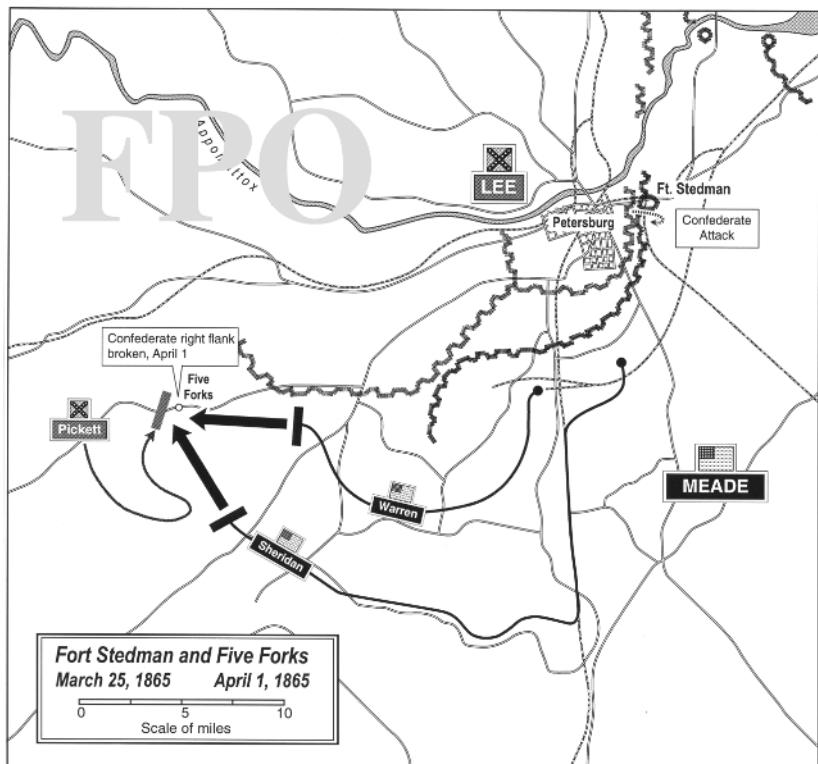 FPO
Appomattox
LEE
Ft. Stedman
Petersburg
Confederate
Attack
Confederate right flank
broken, April 1
Five
Forks
Pickett
Warren
MEADE
Sheridan
Fort Stedman and Five Forks
March 25, 1865 April 1, 1865
0 5 10
Scale of miles